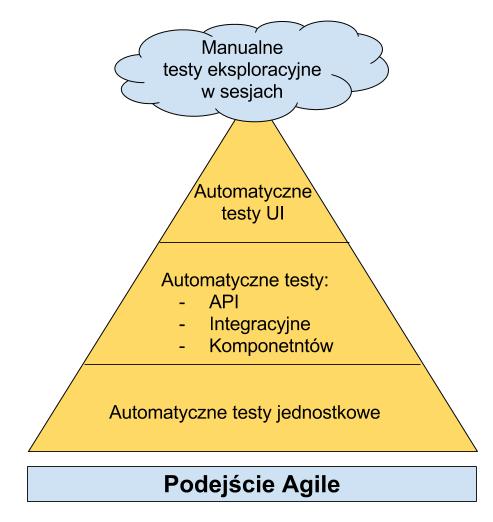 Manualne
testy eksploracyjne
w sesjach
Automatyczne
testy UI
Automatyczne testy:
- API
- Integracyjne
- Komponetntów
Automatyczne testy jednostkowe
Podejście Agile